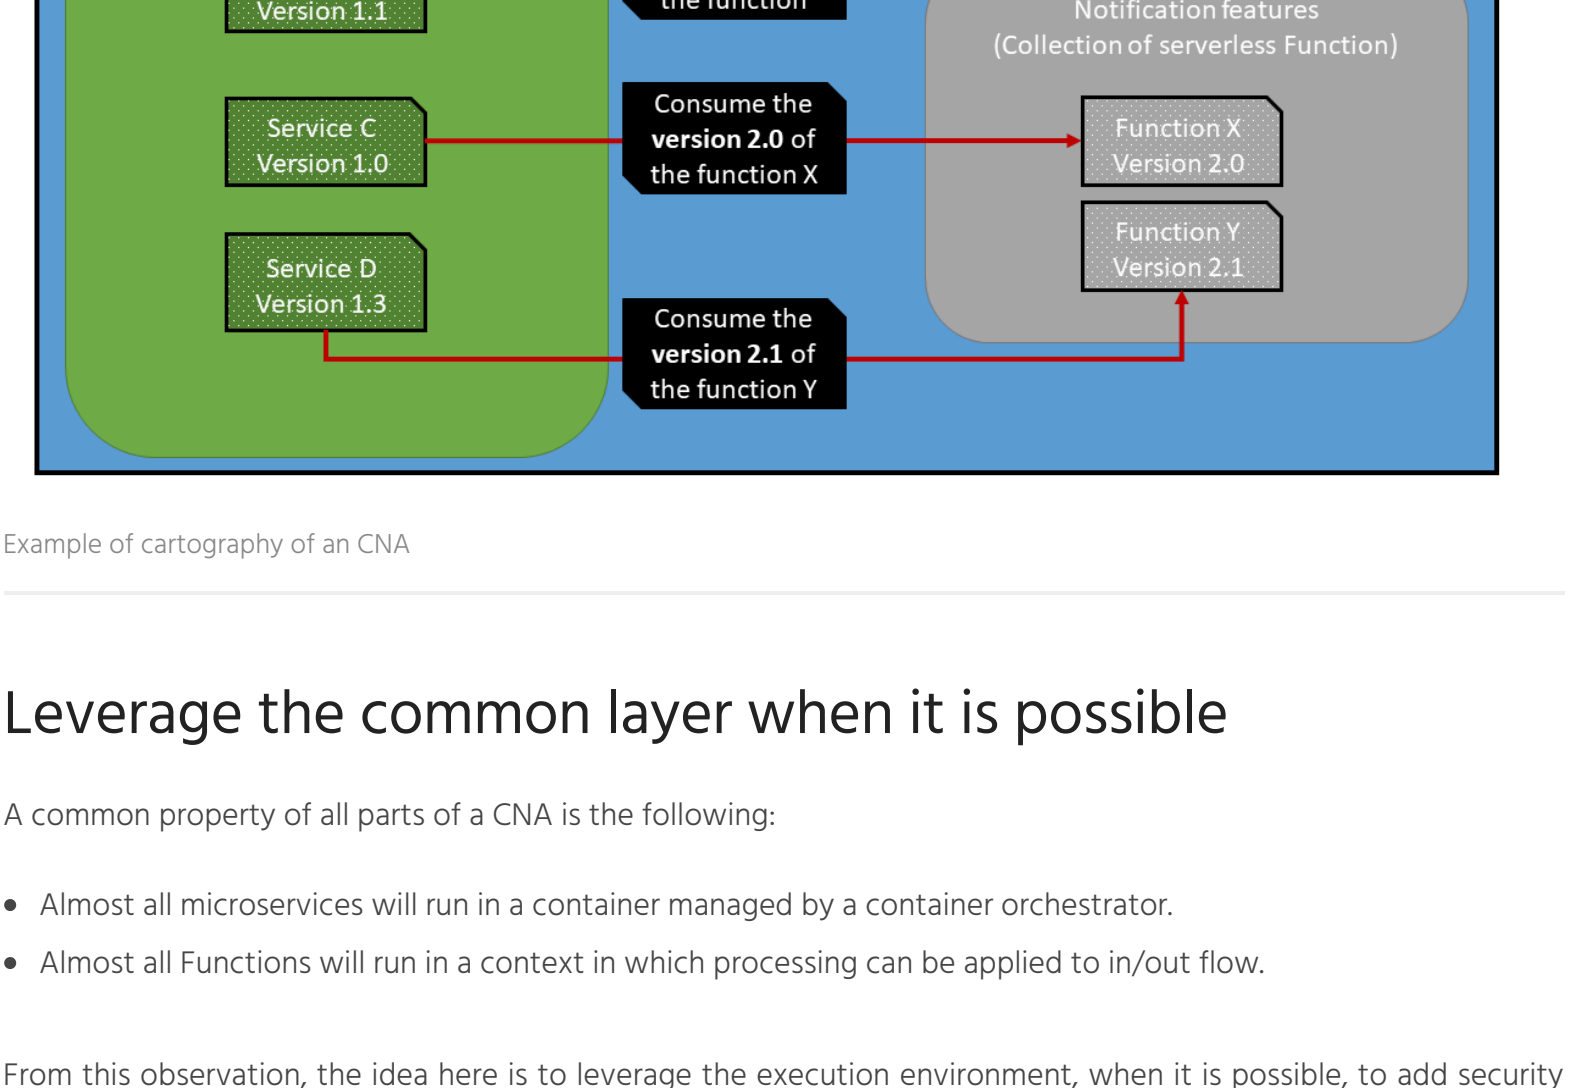 Version 1.1
the function
Notification features
(Collection of serverless Function)
Service C
Version 1.0
Consume the
version 2.0 of
the function X
Function X
Version 2.0
Function Y
Version 2.1
Service D
Version 1.3
Consume the
version 2.1 of
the function Y
Example of cartography of an CNA
Leverage the common layer when it is possible
A common property of all parts of a CNA is the following:
• Almost all microservices will run in a container managed by a container orchestrator.
• Almost all Functions will run in a context in which processing can be applied to in/out flow.
From this observation, the idea here is to leverage the execution environment, when it is possible, to add security